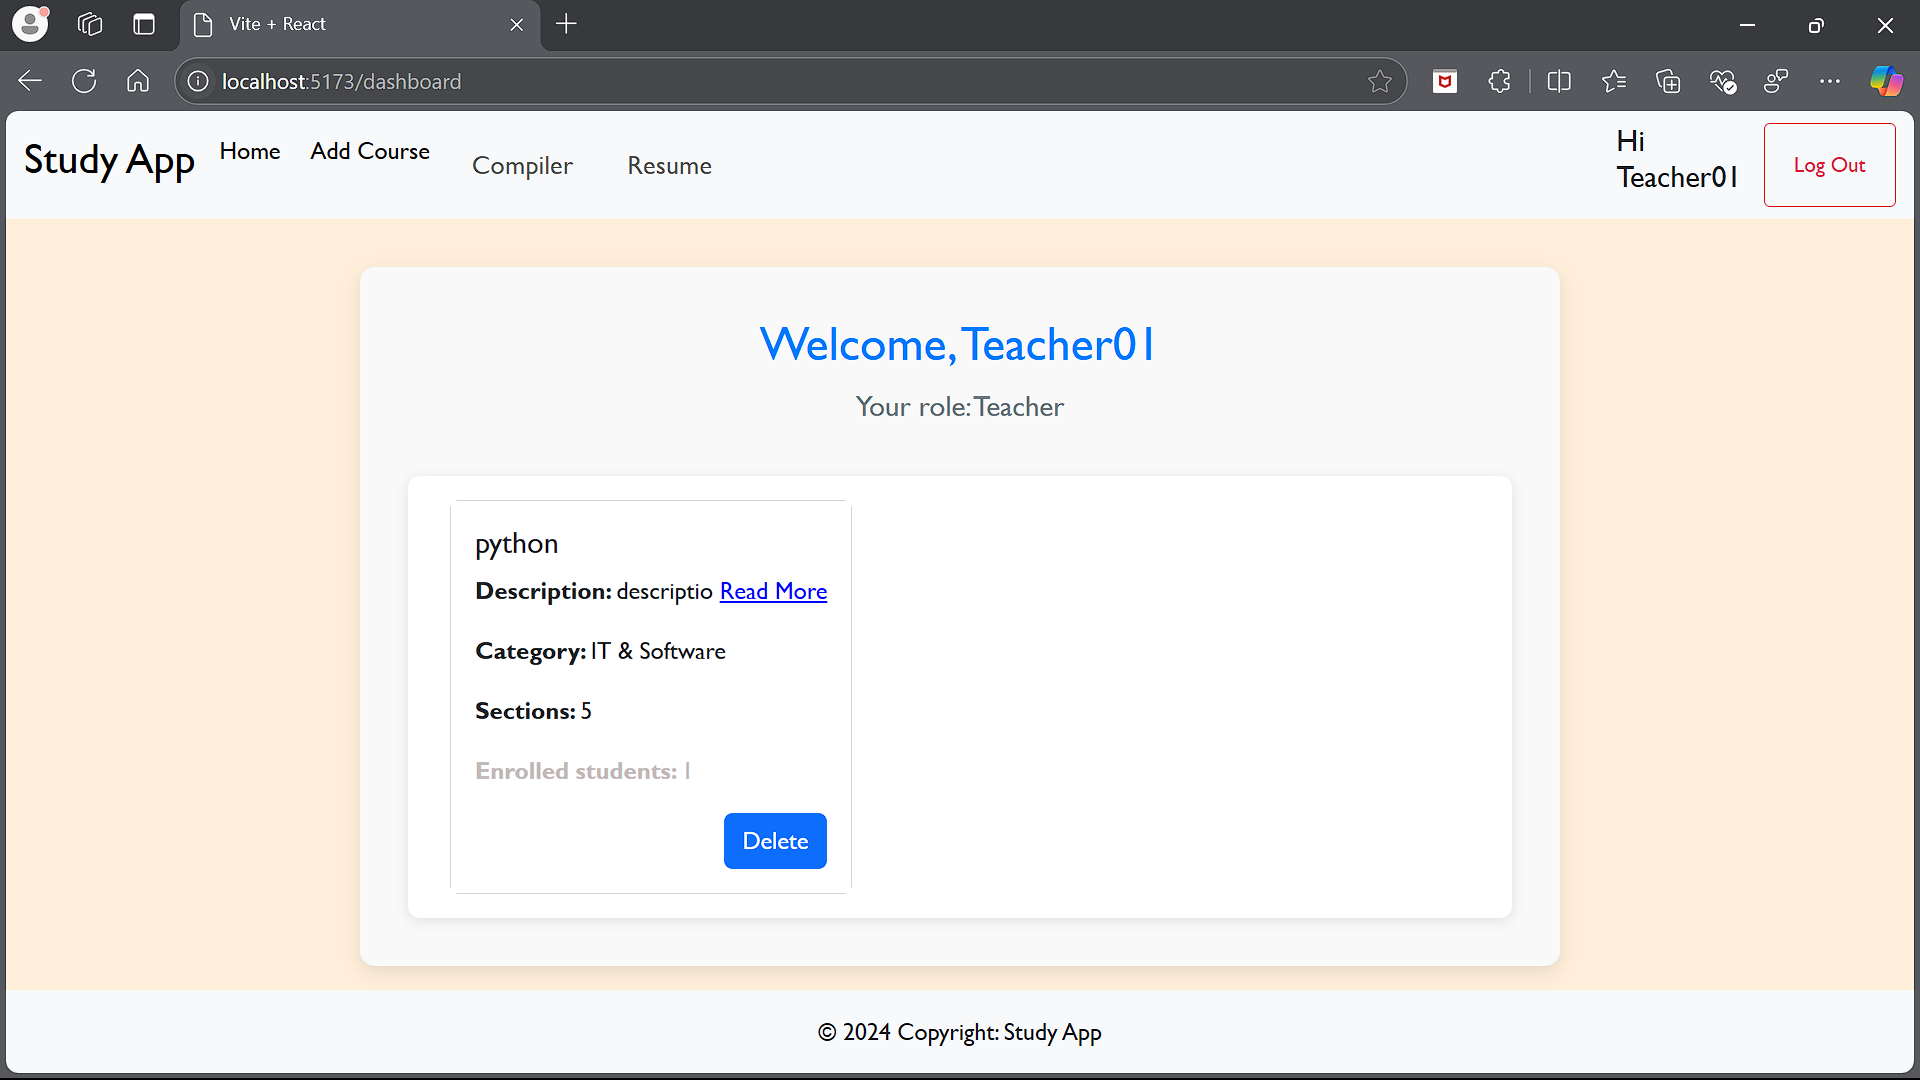 Vite + React
localhost:5173/dashboard
Study App
Home
Add Course
Compiler
Resume
Hi
Teacher01
Log Out
Welcome, Teacher01
Your role: Teacher
python
Description: descriptio Read More
Category: IT & Software
Sections: 5
Enrolled students: 1
Delete
© 2024 Copyright: Study App